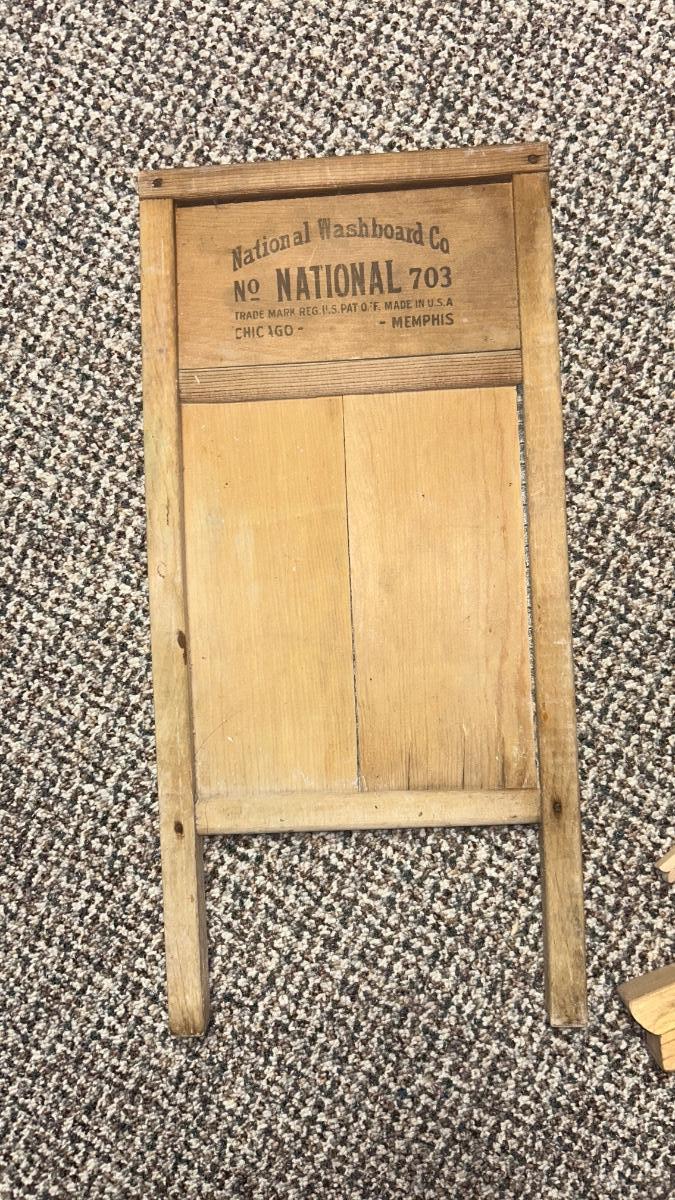 National Washboard Co
No NATIONAL 703
TRADE MARK REG. U.S. PAT. OFF. MADE IN U.S.A
CHICAGO - - MEMPHIS